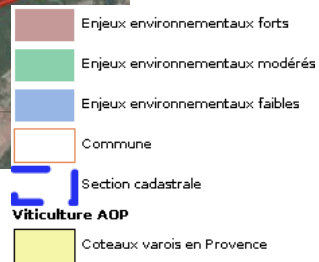 Enjeux environnementaux forts
Enjeux environnementaux modérés
Enjeux environnementaux faibles
Commune
Section cadastrale
Viticulture AOP
Coteaux varois en Provence